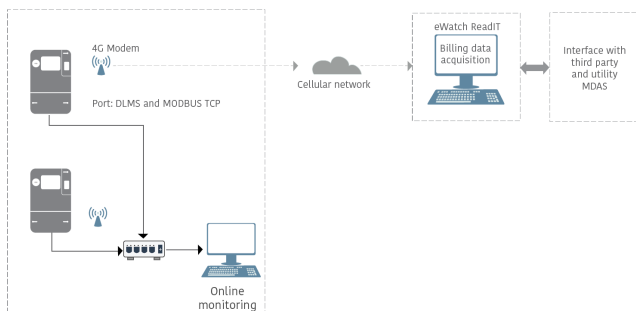 4G Modem
Port: DLMS and MODBUS TCP
Cellular network
eWatch ReadIT
Billing data
acquisition
Interface with
third party
and utility
MDAS
Online
monitoring